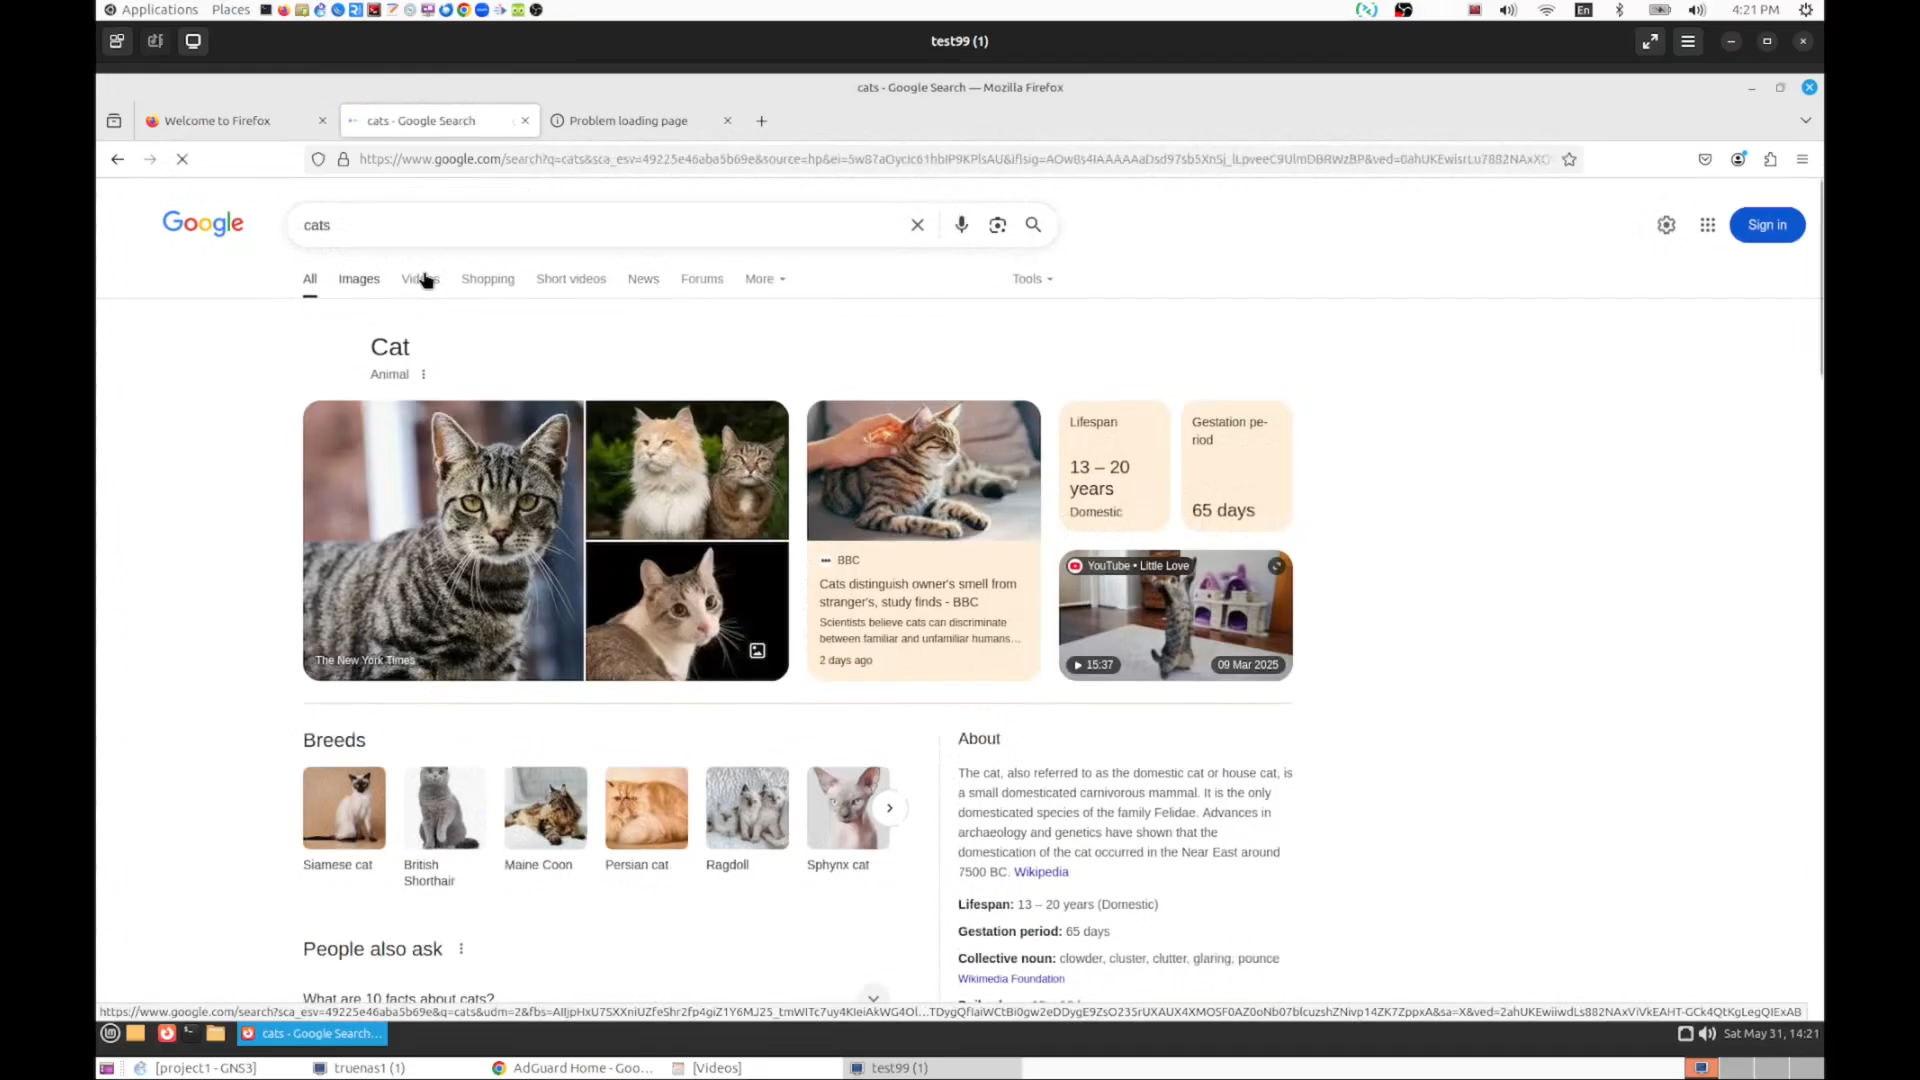 Applications Places
En
4:21 PM
test99 (1)
cats - Google Search — Mozilla Firefox
Welcome to Firefox
cats - Google Search
Problem loading page
Google
cats
Sign in
All Images Videos Shopping Short videos News Forums More
Tools
Cat
Animal
The New York Times
BBC
Cats distinguish owner's smell from
stranger's, study finds - BBC
Scientists believe cats can discriminate
between familiar and unfamiliar humans...
2 days ago
Lifespan
13 – 20
years
Domestic
Gestation pe-
riod
65 days
YouTube • Little Love
15:37
09 Mar 2025
Breeds
Siamese cat
British
Shorthair
Maine Coon
Persian cat
Ragdoll
Sphynx cat
People also ask
What are 10 facts about cats?
About
The cat, also referred to as the domestic cat or house cat, is
a small domesticated carnivorous mammal. It is the only
domesticated species of the family Felidae. Advances in
archaeology and genetics have shown that the
domestication of the cat occurred in the Near East around
7500 BC. Wikipedia
Lifespan: 13 – 20 years (Domestic)
Gestation period: 65 days
Collective noun: clowder, cluster, clutter, glaring, pounce
Wikimedia Foundation
cats - Google Search...
Sat May 31, 14:21
[project1 - GNS3]
truenas1 (1)
AdGuard Home - Goo...
[Videos]
test99 (1)